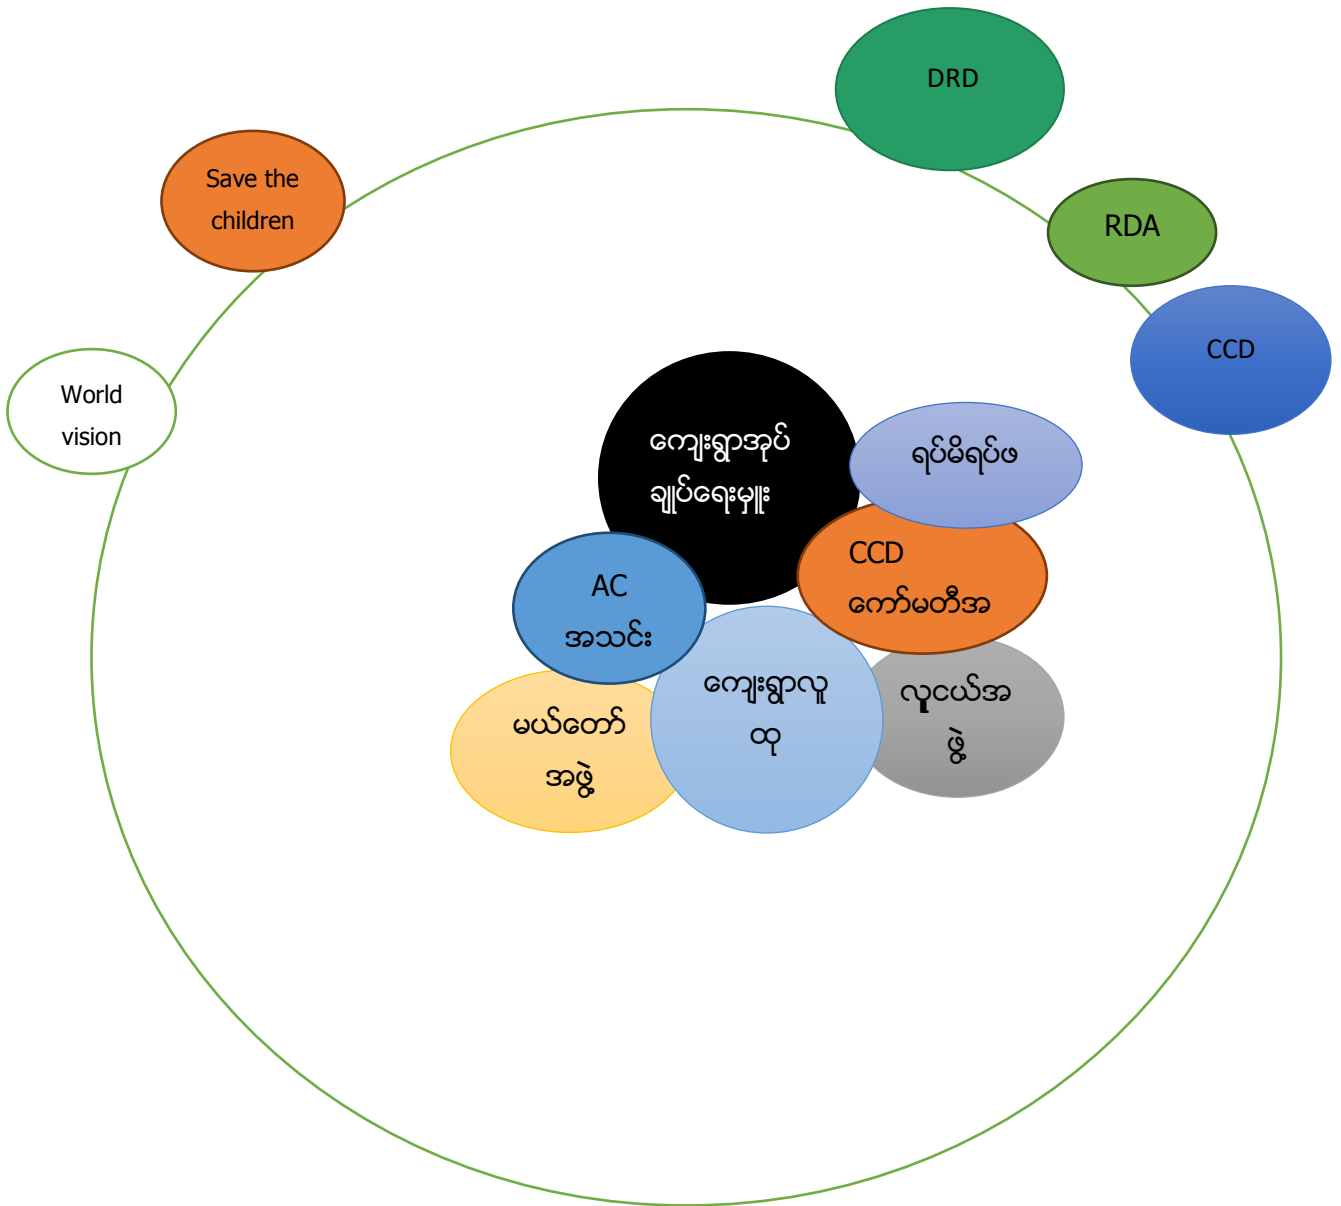 DRD
Save the
children
RDA
CCD
World
vision
ကျေးရွာအုပ်
ချုပ်ရေးမှူး
ရပ်မိရပ်ဖ
CCD
ကော်မတီအ
AC
အသင်း
ကျေးရွာလူ
ထု
လူငယ်အ
ဖွဲ့
မယ်တော်
အဖွဲ့